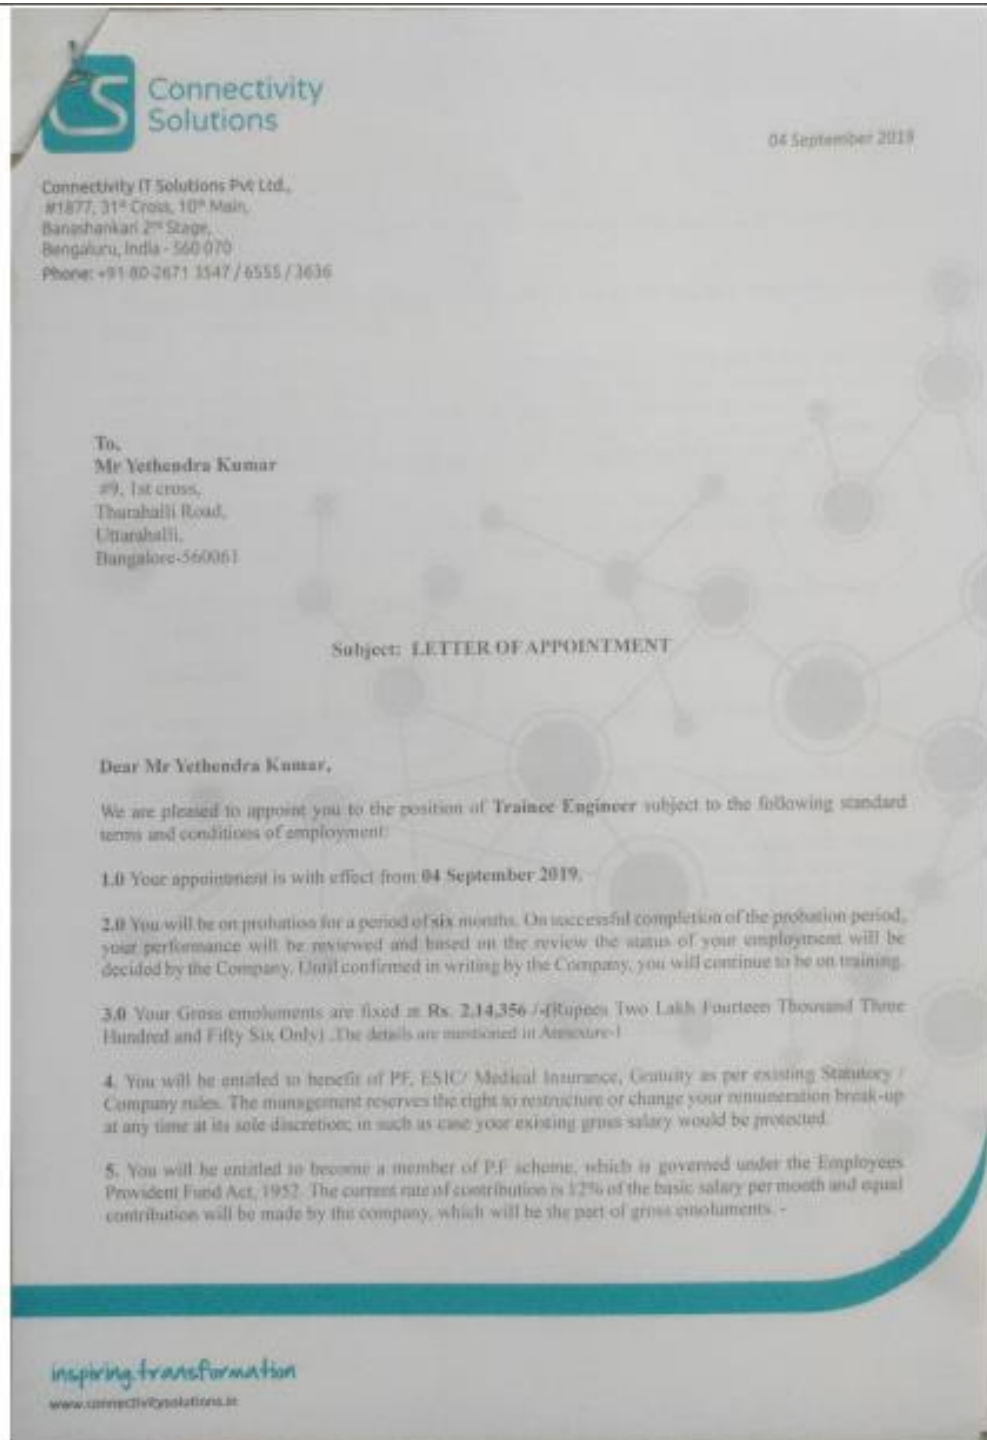 CS Connectivity
Solutions
04 September 2019
Connectivity IT Solutions Pvt Ltd.,
#1877, 31st Cross, 10th Main,
Banashankari 2nd Stage,
Bengaluru, India - 560 070
Phone: +91-80-2671 3547 / 6555 / 3636
To,
Mr Yethendra Kumar
#9, 1st cross,
Thurahalli Road,
Uttarahalli,
Bangalore-560061
Subject: LETTER OF APPOINTMENT
Dear Mr Yethendra Kumar,
We are pleased to appoint you to the position of Trainee Engineer subject to the following standard
terms and conditions of employment:
1.0 Your appointment is with effect from 04 September 2019.
2.0 You will be on probation for a period of six months. On successful completion of the probation period,
your performance will be reviewed and based on the review the status of your employment will be
decided by the Company. Until confirmed in writing by the Company, you will continue to be on training.
3.0 Your Gross emoluments are fixed at Rs. 2,14,356 /-(Rupees Two Lakh Fourteen Thousand Three
Hundred and Fifty Six Only) .The details are mentioned in Annexure-1
4. You will be entitled to benefit of PF, ESIC/ Medical Insurance, Gratuity as per existing Statutory /
Company rules. The management reserves the right to restructure or change your remuneration break-up
at any time at its sole discretion; in such as case your existing gross salary would be protected.
5. You will be entitled to become a member of P.F scheme, which is governed under the Employees
Provident Fund Act, 1952. The current rate of contribution is 12% of the basic salary per month and equal
contribution will be made by the company, which will be the part of gross emoluments. -
inspiring.transformation
www.connectivitysolutions.in